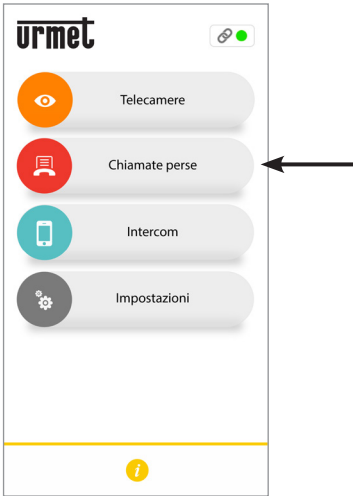 urmet
Telecamere
Chiamate perse
Intercom
Impostazioni
i